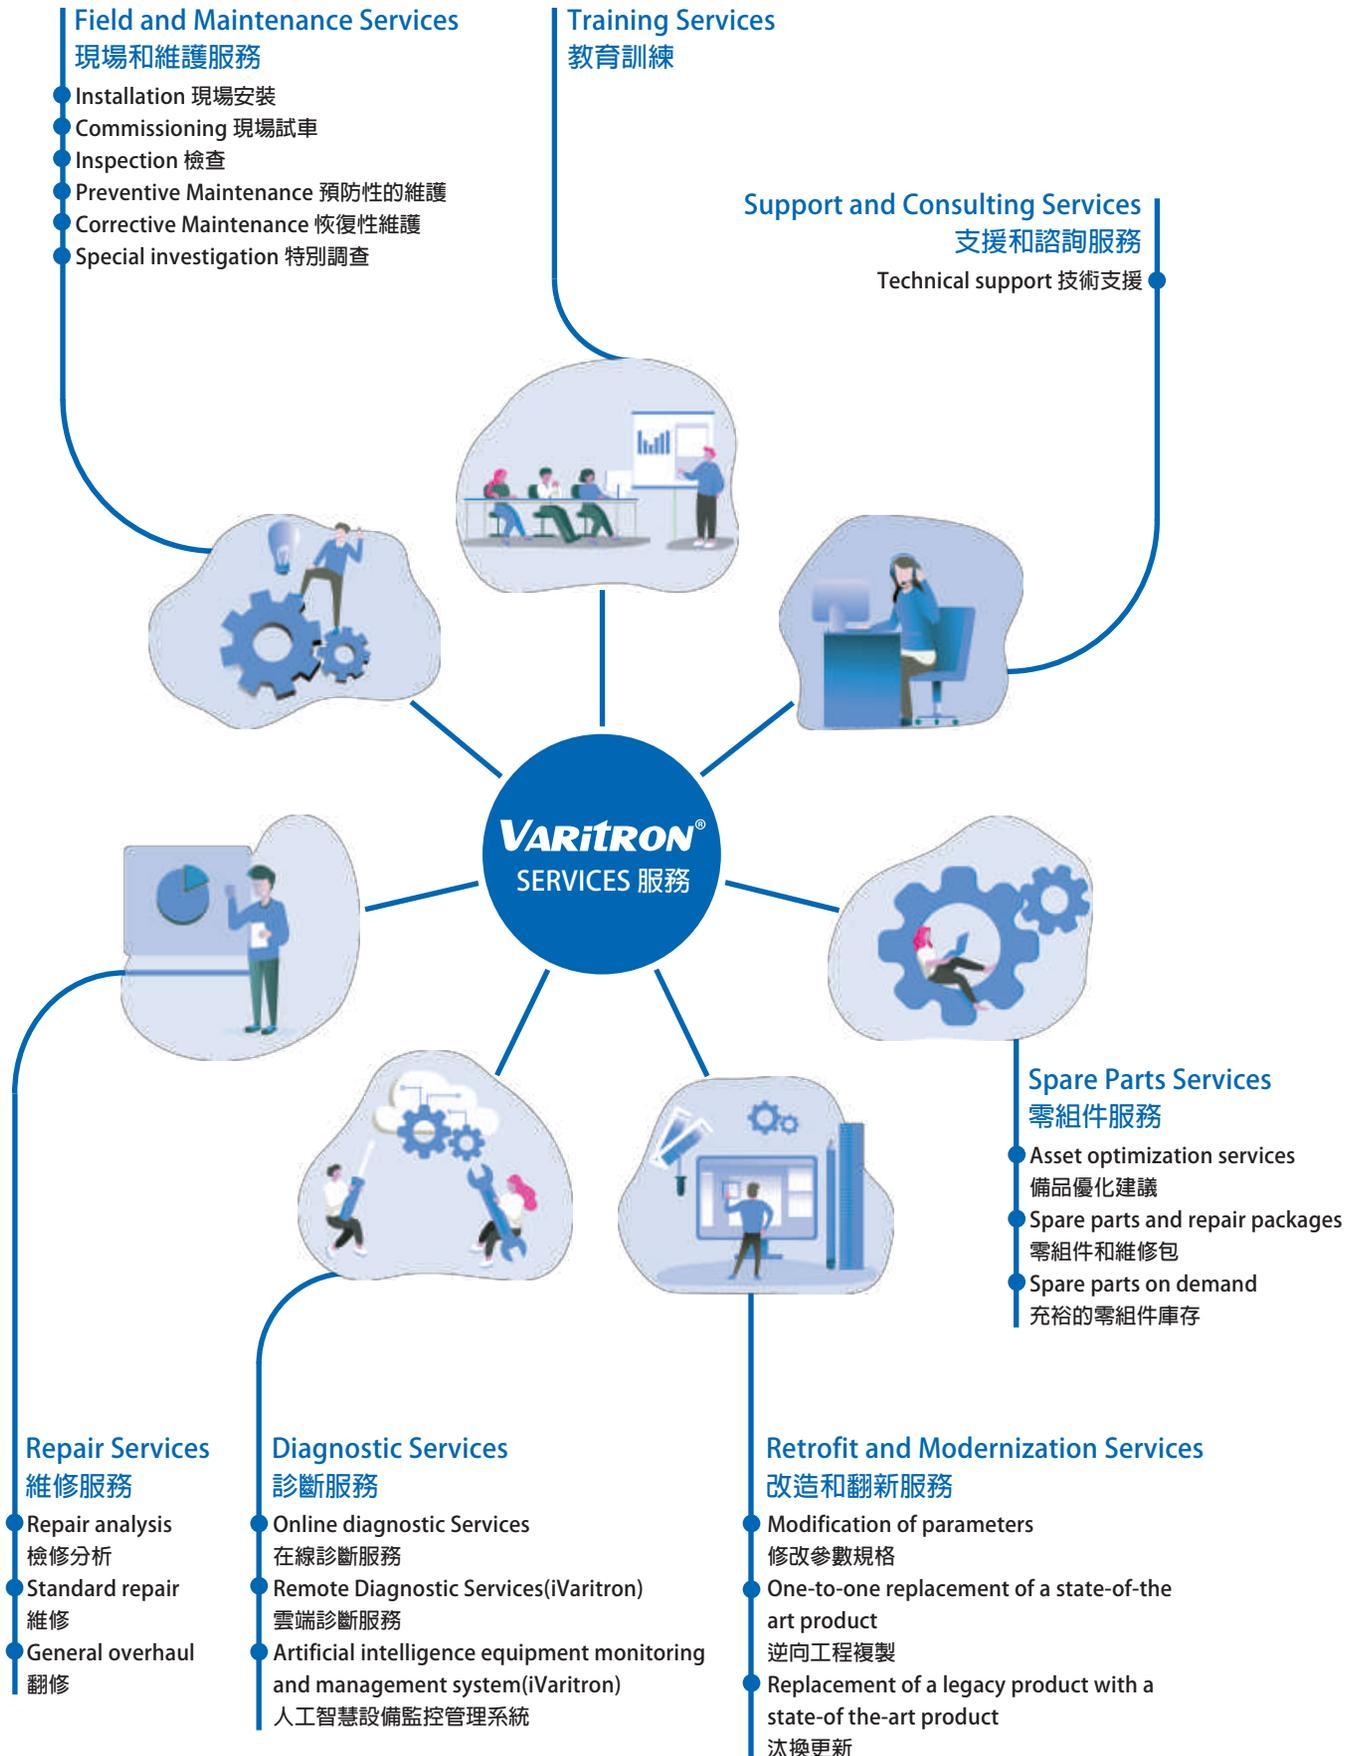 Field and Maintenance Services
現場和維護服務
Installation 現場安裝
Commissioning 現場試車
Inspection 檢查
Preventive Maintenance 預防性的維護
Corrective Maintenance 恢復性維護
Special investigation 特別調查
Training Services
教育訓練
Support and Consulting Services
支援和諮詢服務
Technical support 技術支援
VARiTRON®
SERVICES 服務
Spare Parts Services
零組件服務
Asset optimization services
備品優化建議
Spare parts and repair packages
零組件和維修包
Spare parts on demand
充裕的零組件庫存
Repair Services
維修服務
Repair analysis
檢修分析
Standard repair
維修
General overhaul
翻修
Diagnostic Services
診斷服務
Online diagnostic Services
在線診斷服務
Remote Diagnostic Services(iVaritron)
雲端診斷服務
Artificial intelligence equipment monitoring
and management system(iVaritron)
人工智慧設備監控管理系統
Retrofit and Modernization Services
改造和翻新服務
Modification of parameters
修改參數規格
One-to-one replacement of a state-of-the
art product
逆向工程複製
Replacement of a legacy product with a
state-of the-art product
汰換更新